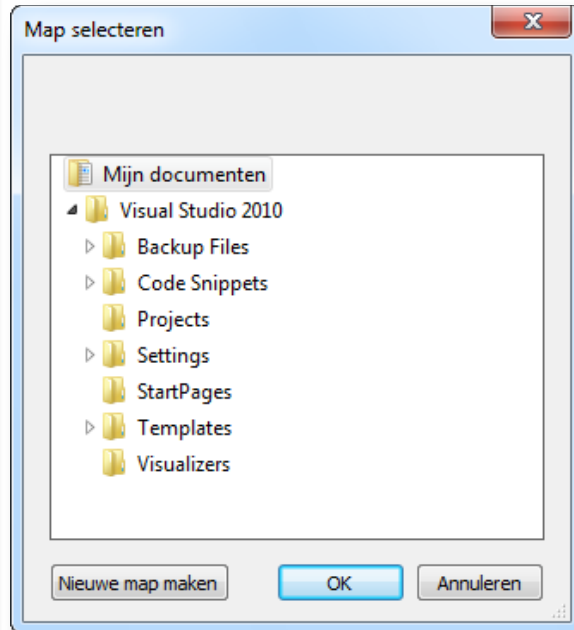 Map selecteren
Mijn documenten
Visual Studio 2010
Backup Files
Code Snippets
Projects
Settings
StartPages
Templates
Visualizers
Nieuwe map maken OK Annuleren